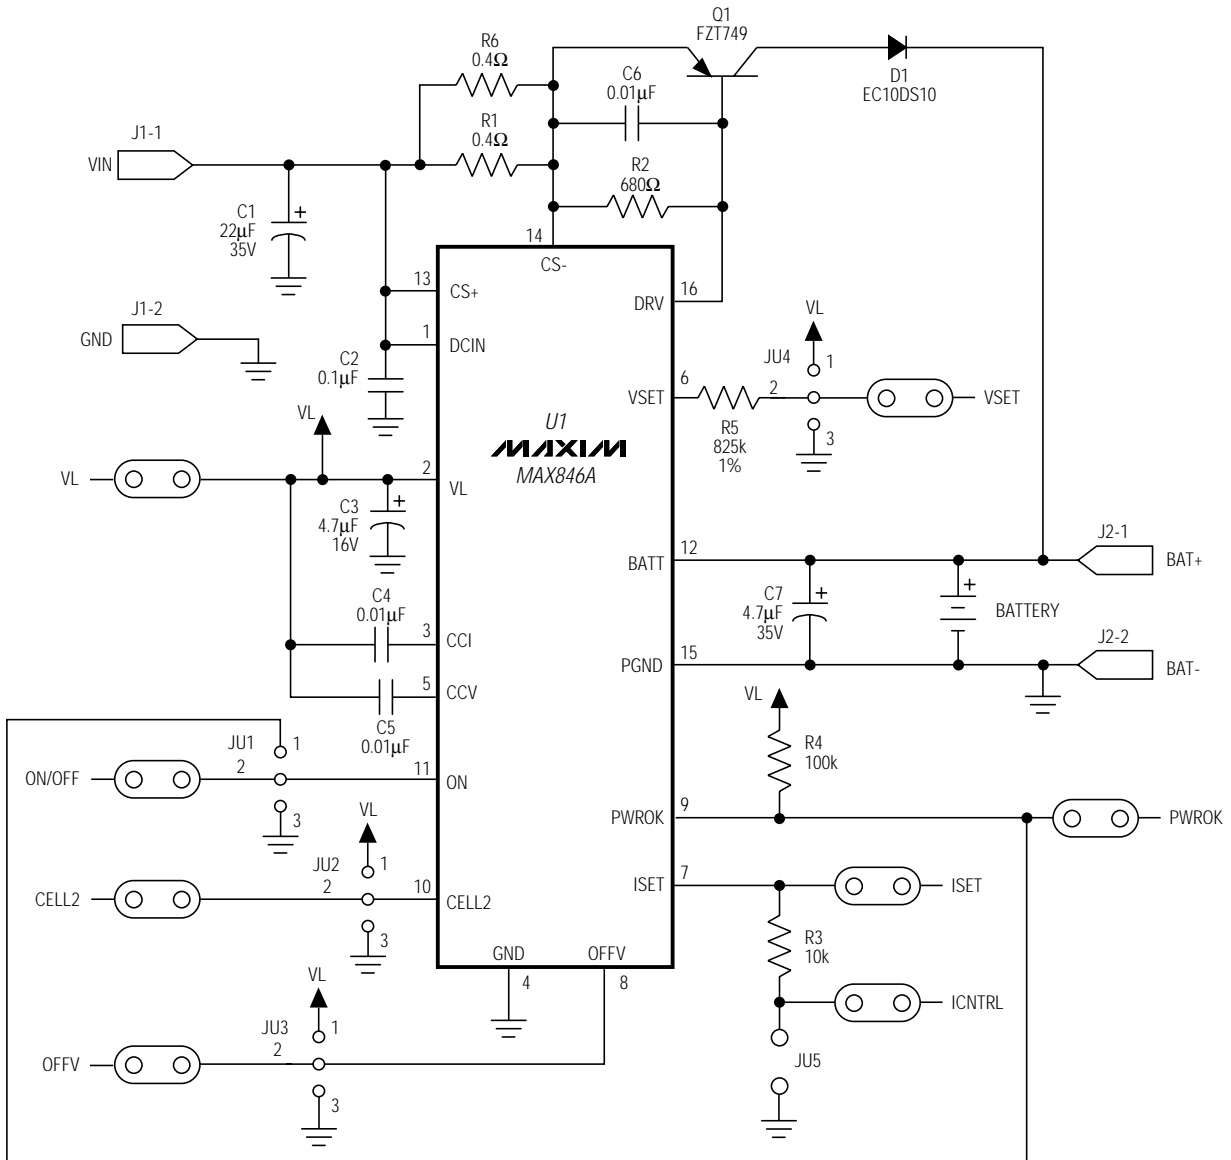 Q1
FZT749
R6
0.4Ω
C6
0.01µF
D1
EC10DS10
J1-1
VIN
R1
0.4Ω
R2
680Ω
C1
22µF
35V
+
14
CS-
13
CS+
16
DRV
J1-2
GND
1
DCIN
C2
0.1µF
VL
JU4
1
2
3
6
VSET
R5
825k
1%
VSET
VL
U1
MAXIM
MAX846A
VL
2
VL
C3
4.7µF
16V
+
12
BATT
J2-1
BAT+
C4
0.01µF
3
CCI
C7
4.7µF
35V
+
+
BATTERY
J2-2
BAT-
15
PGND
5
CCV
C5
0.01µF
VL
R4
100k
JU1
1
2
3
ON/OFF
11
ON
9
PWROK
PWROK
VL
JU2
1
2
3
CELL2
10
CELL2
7
ISET
ISET
R3
10k
GND
4
OFFV
8
ICNTRL
VL
JU3
1
2
3
OFFV
JU5